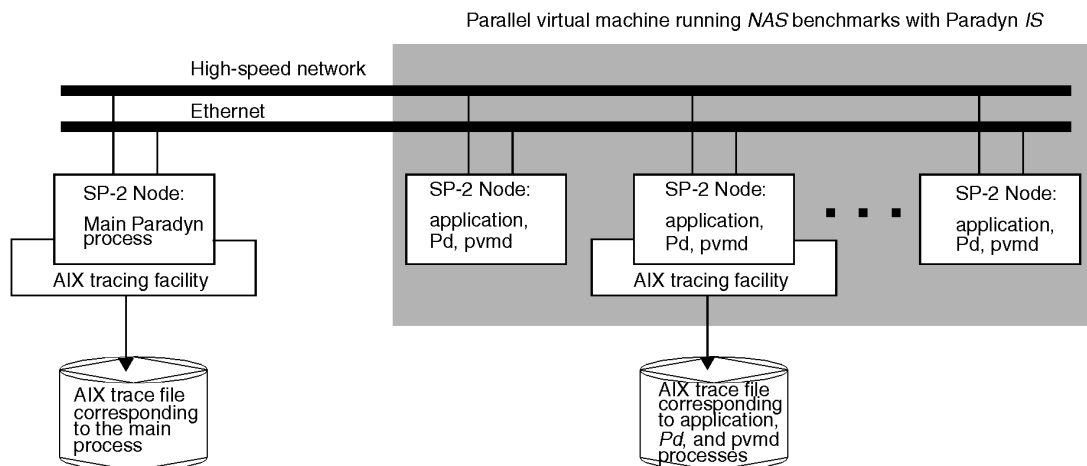 Parallel virtual machine running NAS benchmarks with Paradyn IS
High-speed network
Ethernet
SP-2 Node:
Main Paradyn
process
AIX tracing facility
SP-2 Node:
application,
Pd, pvmd
SP-2 Node:
application,
Pd, pvmd
AIX tracing facility
SP-2 Node:
application,
Pd, pvmd
AIX trace file
corresponding
to the main
process
AIX trace file
corresponding
to application,
Pd, and pvmd
processes